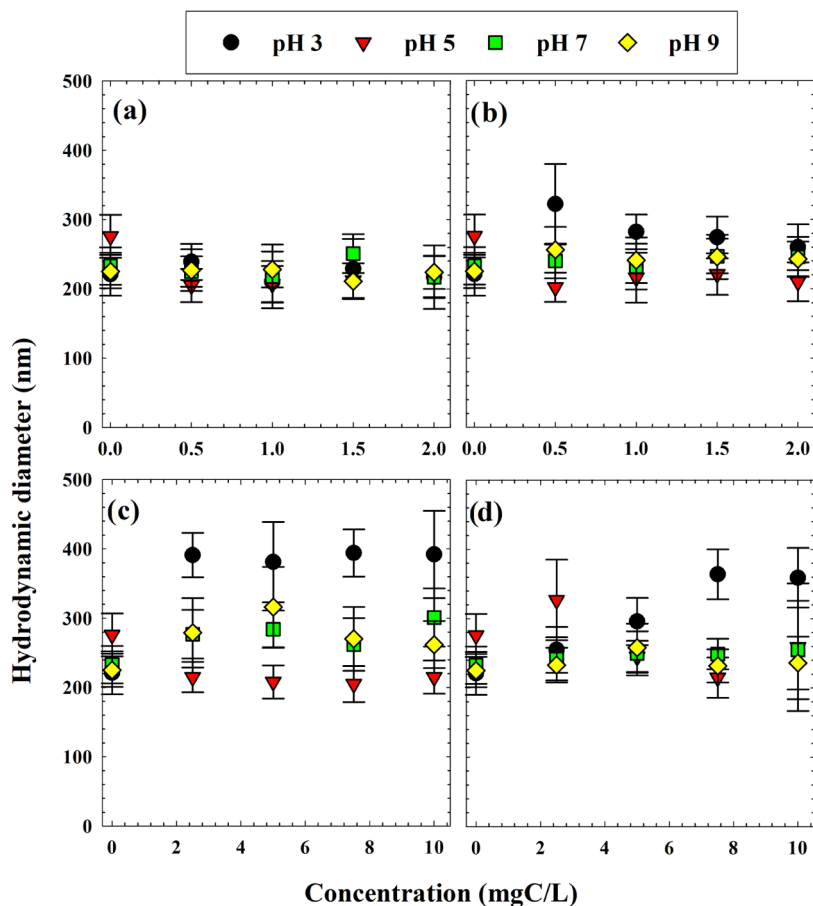 pH 3 pH 5 pH 7 pH 9
(a) (b)
500
400
300
200
100
0
0.0 0.5 1.0 1.5 2.0 0.0 0.5 1.0 1.5 2.0
(c) (d)
500
400
300
200
100
0
0 2 4 6 8 10 0 2 4 6 8 10
Hydrodynamic diameter (nm)
Concentration (mgC/L)